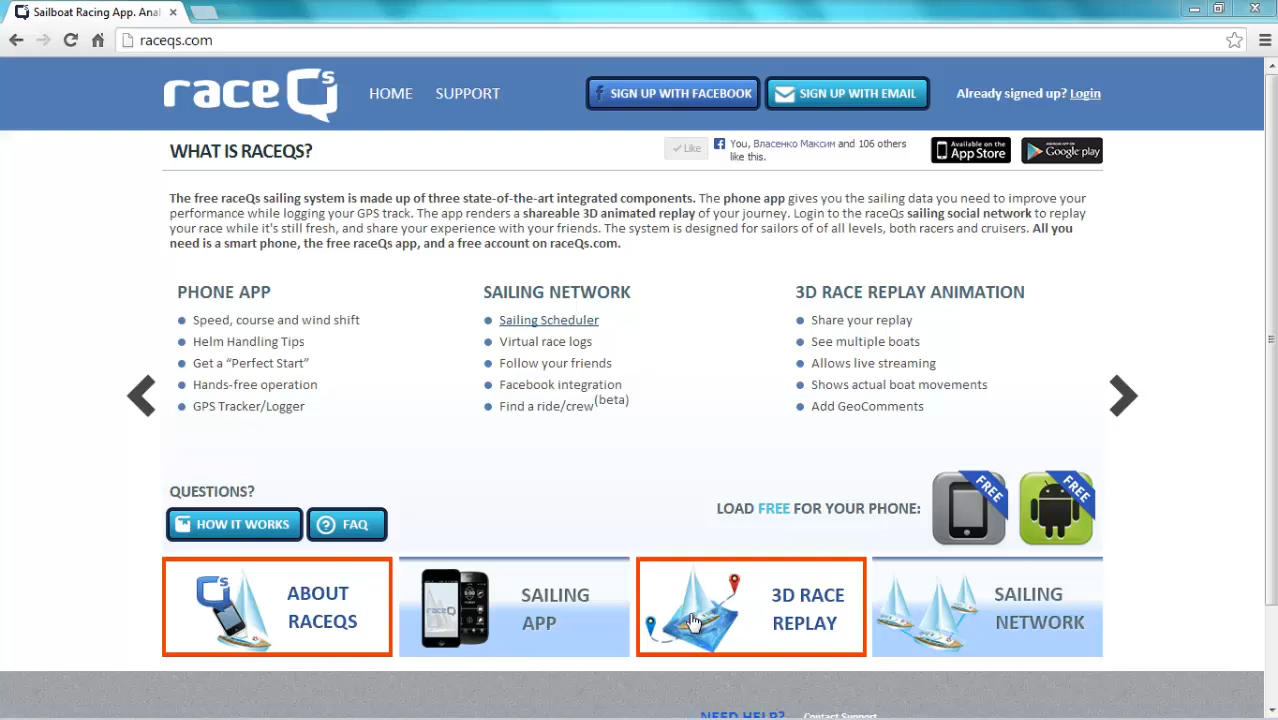 Sailboat Racing App. Anal
raceqs.com
raceQs
HOME
SUPPORT
SIGN UP WITH FACEBOOK
SIGN UP WITH EMAIL
Already signed up? Login
WHAT IS RACEQS?
Like
You, Власенко Максим and 106 others
like this.
Available on the
App Store
ANDROID APP ON
Google play
The free raceQs sailing system is made up of three state-of-the-art integrated components. The phone app gives you the sailing data you need to improve your
performance while logging your GPS track. The app renders a shareable 3D animated replay of your journey. Login to the raceQs sailing social network to replay
your race while it's still fresh, and share your experience with your friends. The system is designed for sailors of of all levels, both racers and cruisers. All you
need is a smart phone, the free raceQs app, and a free account on raceQs.com.
PHONE APP
Speed, course and wind shift
Helm Handling Tips
Get a “Perfect Start”
Hands-free operation
GPS Tracker/Logger
SAILING NETWORK
Sailing Scheduler
Virtual race logs
Follow your friends
Facebook integration
Find a ride/crew(beta)
3D RACE REPLAY ANIMATION
Share your replay
See multiple boats
Allows live streaming
Shows actual boat movements
Add GeoComments
QUESTIONS?
HOW IT WORKS
FAQ
LOAD FREE FOR YOUR PHONE:
FREE
FREE
ABOUT
RACEQS
SAILING
APP
3D RACE
REPLAY
SAILING
NETWORK
NEED HELP?
Contact Support